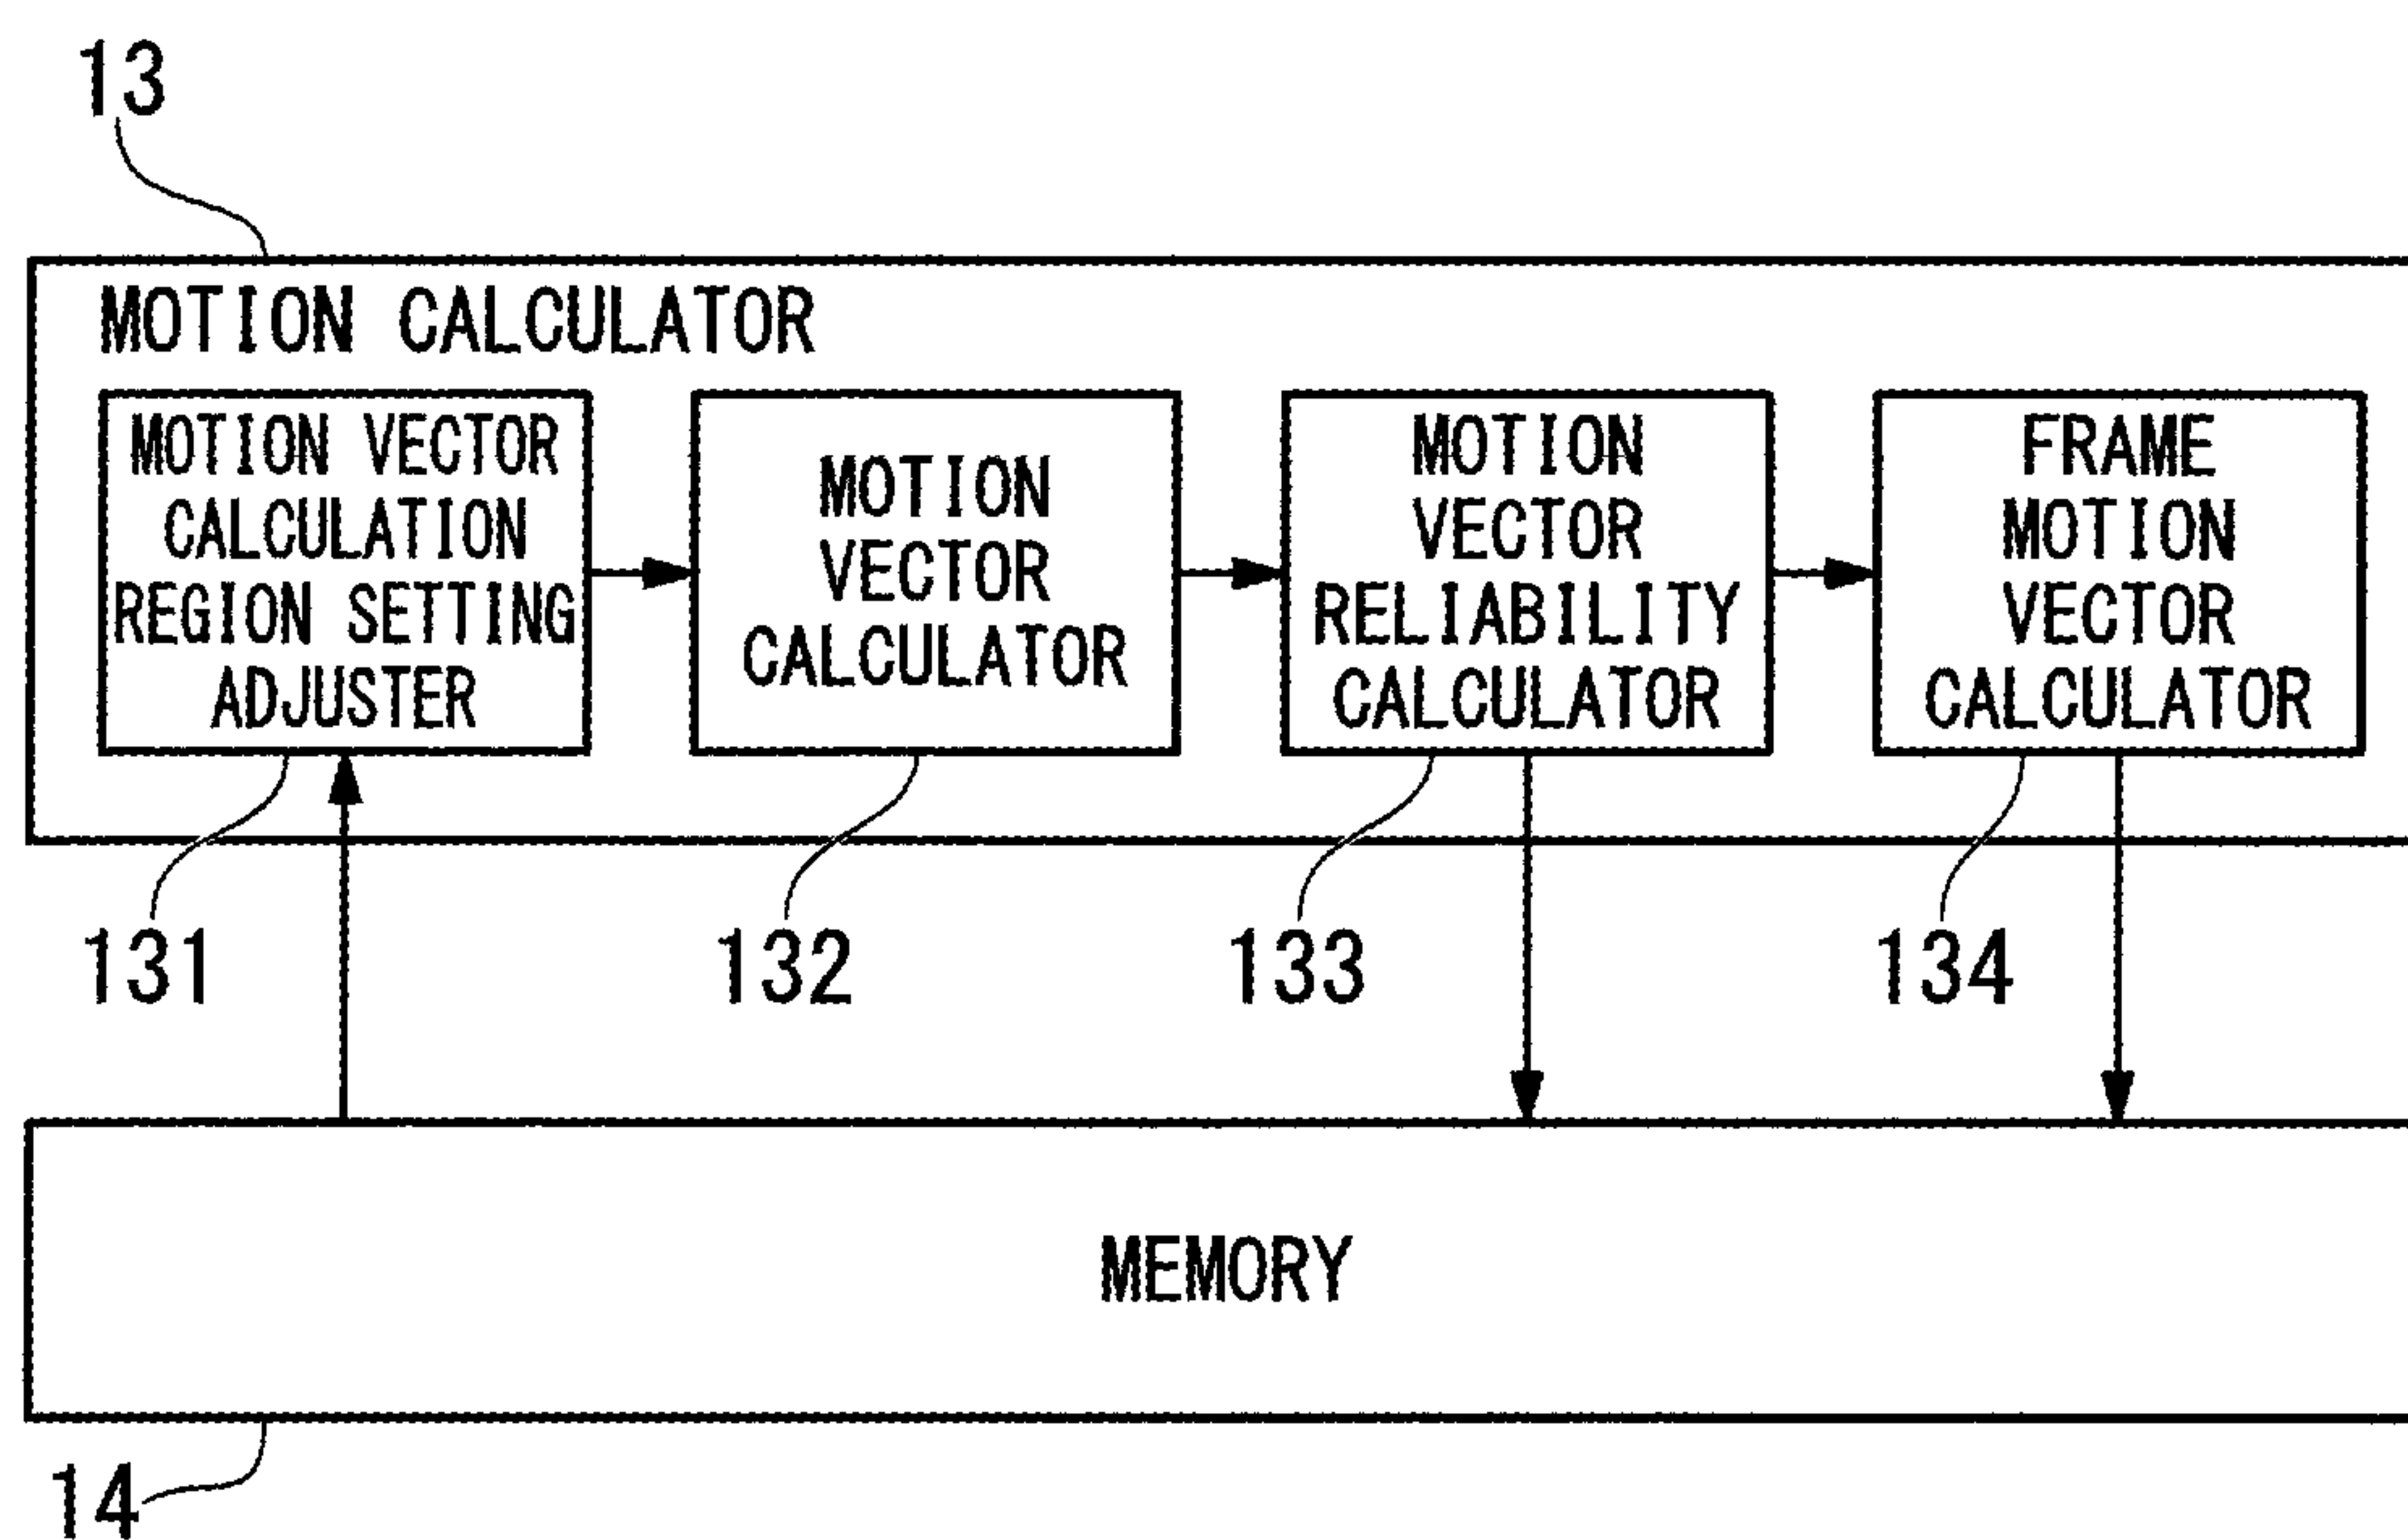 13
MOTION CALCULATOR
MOTION VECTOR
CALCULATION
REGION SETTING
ADJUSTER
MOTION
VECTOR
CALCULATOR
MOTION
VECTOR
RELIABILITY
CALCULATOR
FRAME
MOTION
VECTOR
CALCULATOR
131
132
133
134
MEMORY
14